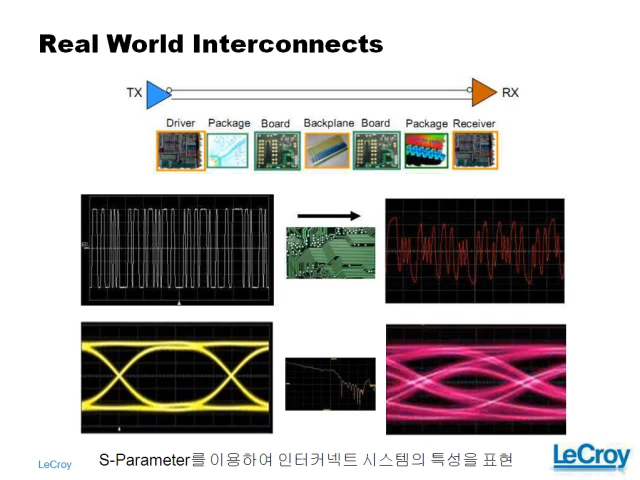 Real World Interconnects
TX
RX
Driver Package Board Backplane Board Package Receiver
S-Parameter를 이용하여 인터커넥트 시스템의 특성을 표현
LeCroy
LeCroy